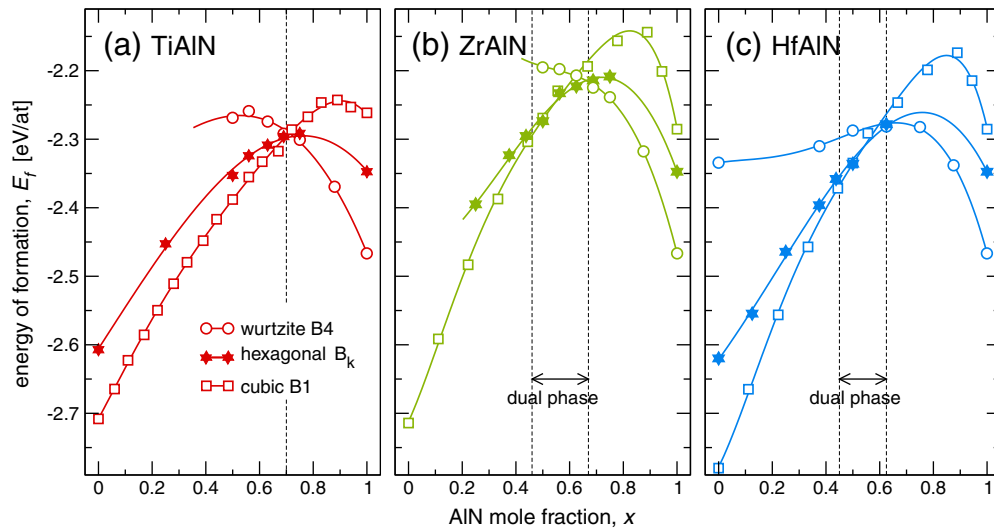 (a) TiAlN
(b) ZrAlN
(c) HfAlN
energy of formation, E_f [eV/at]
-2.2
-2.3
-2.4
-2.5
-2.6
-2.7
wurtzite B4
hexagonal B_k
cubic B1
dual phase
dual phase
0 0.2 0.4 0.6 0.8 1
0 0.2 0.4 0.6 0.8 1
0 0.2 0.4 0.6 0.8 1
AlN mole fraction, x